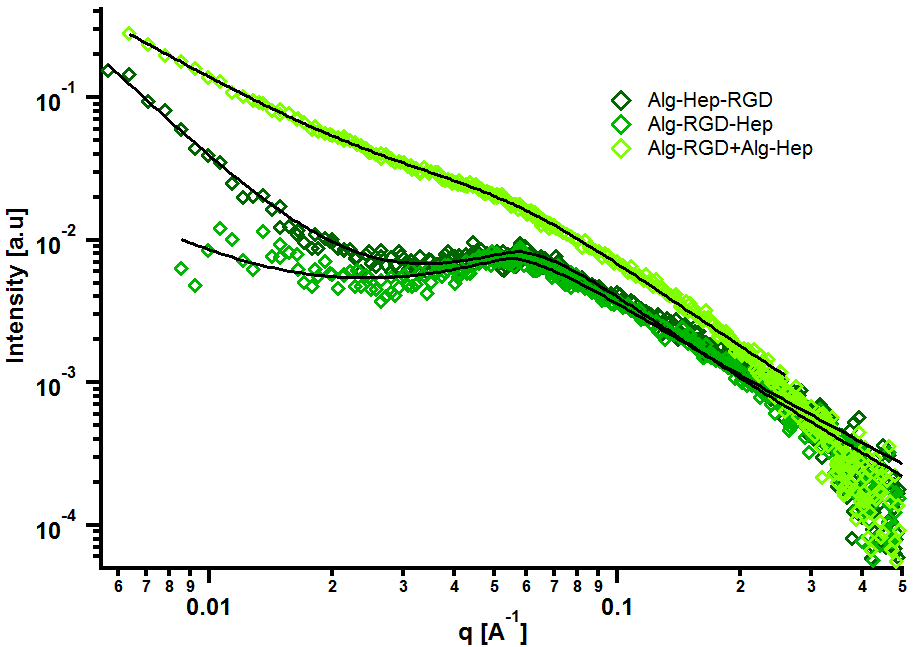 Alg-Hep-RGD
Alg-RGD-Hep
Alg-RGD+Alg-Hep
Intensity [a.u]
10^-1
10^-2
10^-3
10^-4
6 7 8 9 2 3 4 5 6 7 8 9 2 3 4 5
0.01 0.1
q [A^-1]